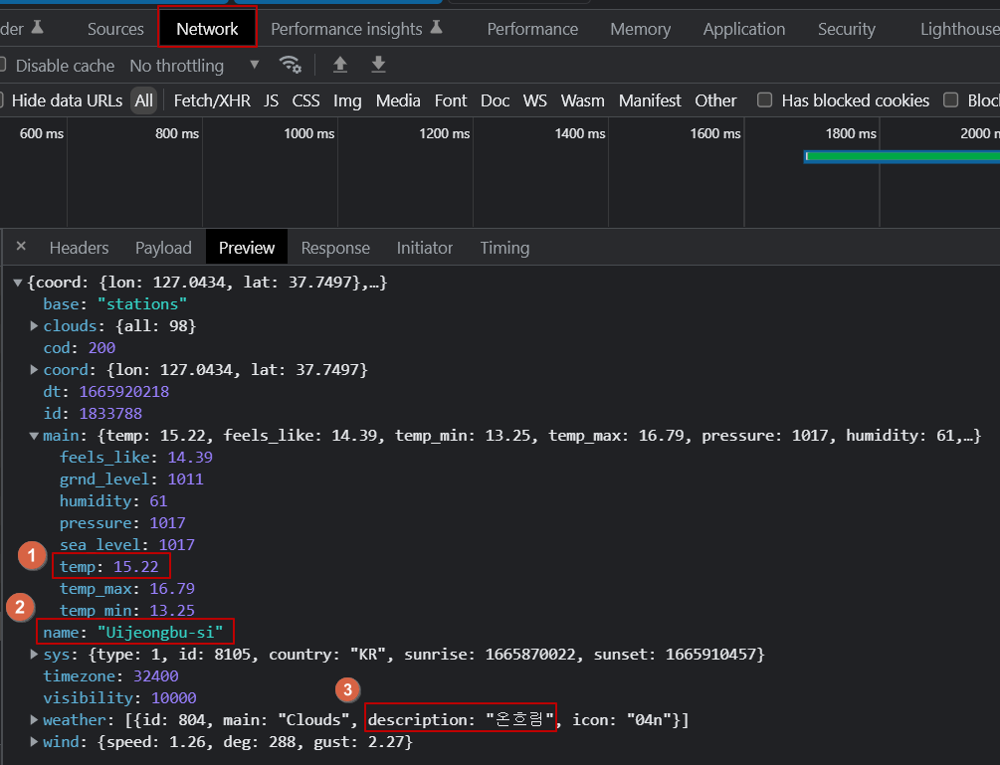 der Sources Network Performance insights Performance Memory Application Security Lighthouse
Disable cache No throttling
Hide data URLs All Fetch/XHR JS CSS Img Media Font Doc WS Wasm Manifest Other Has blocked cookies Bloc
600 ms 800 ms 1000 ms 1200 ms 1400 ms 1600 ms 1800 ms 2000 m
× Headers Payload Preview Response Initiator Timing
▼{coord: {lon: 127.0434, lat: 37.7497},…}
base: "stations"
▶clouds: {all: 98}
cod: 200
▶coord: {lon: 127.0434, lat: 37.7497}
dt: 1665920218
id: 1833788
▼main: {temp: 15.22, feels_like: 14.39, temp_min: 13.25, temp_max: 16.79, pressure: 1017, humidity: 61,…}
feels_like: 14.39
grnd_level: 1011
humidity: 61
pressure: 1017
sea_level: 1017
1 temp: 15.22
temp_max: 16.79
2 temp_min: 13.25
name: "Uijeongbu-si"
▶sys: {type: 1, id: 8105, country: "KR", sunrise: 1665870022, sunset: 1665910457}
timezone: 32400
visibility: 10000
3
▶weather: [{id: 804, main: "Clouds", description: "온흐림", icon: "04n"}]
▶wind: {speed: 1.26, deg: 288, gust: 2.27}